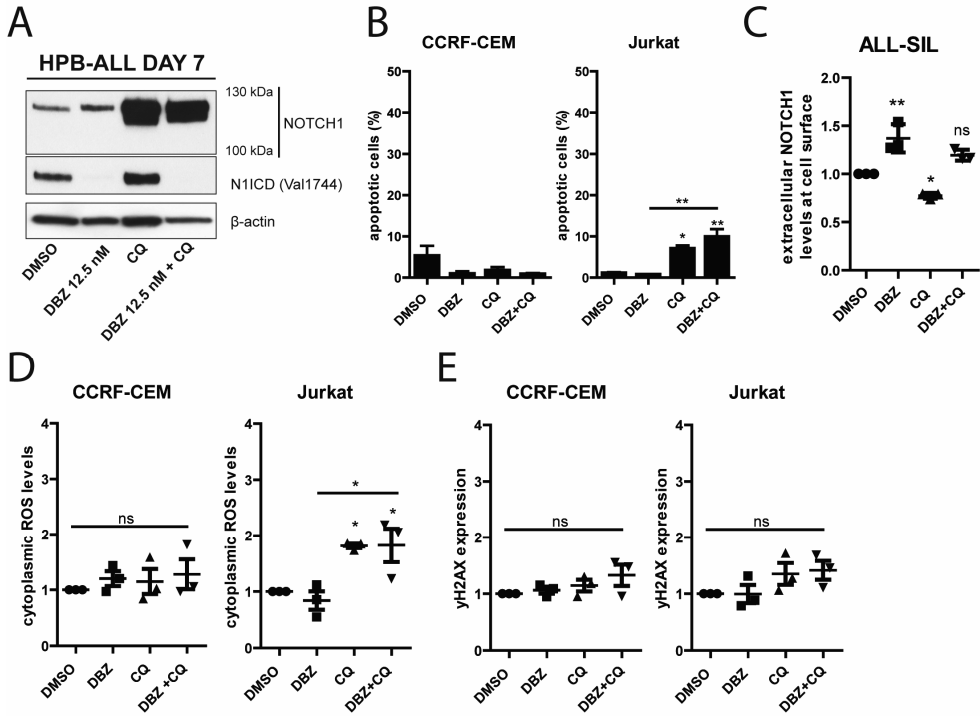 A
HPB-ALL DAY 7
130 kDa
NOTCH1
100 kDa
N1ICD (Val1744)
β-actin
DMSO
DBZ 12.5 nM
CQ
DBZ 12.5 nM + CQ
B
CCRF-CEM
apoptotic cells (%)
50
40
30
20
10
0
DMSO
DBZ
CQ
DBZ+CQ
Jurkat
apoptotic cells (%)
50
40
30
20
10
0
**
*
**
DMSO
DBZ
CQ
DBZ+CQ
C
ALL-SIL
extracellular NOTCH1
levels at cell surface
2.0
1.5
1.0
0.5
0.0
**
*
ns
DMSO
DBZ
CQ
DBZ+CQ
D
CCRF-CEM
cytoplasmic ROS levels
4
3
2
1
0
ns
DMSO
DBZ
CQ
DBZ +CQ
Jurkat
cytoplasmic ROS levels
4
3
2
1
0
*
*
*
DMSO
DBZ
CQ
DBZ+CQ
E
CCRF-CEM
yH2AX expression
4
3
2
1
0
ns
DMSO
DBZ
CQ
DBZ+CQ
Jurkat
yH2AX expression
4
3
2
1
0
ns
DMSO
DBZ
CQ
DBZ+CQ